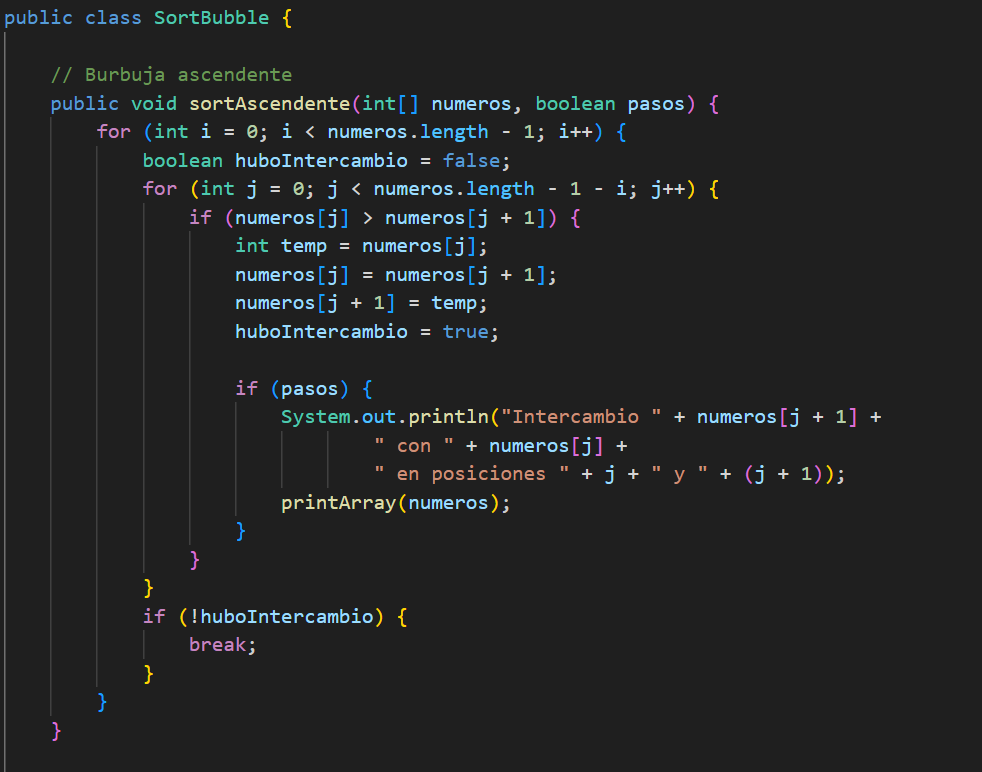 public class SortBubble {

    // Burbuja ascendente
    public void sortAscendente(int[] numeros, boolean pasos) {
        for (int i = 0; i < numeros.length - 1; i++) {
            boolean huboIntercambio = false;
            for (int j = 0; j < numeros.length - 1 - i; j++) {
                if (numeros[j] > numeros[j + 1]) {
                    int temp = numeros[j];
                    numeros[j] = numeros[j + 1];
                    numeros[j + 1] = temp;
                    huboIntercambio = true;

                    if (pasos) {
                        System.out.println("Intercambio " + numeros[j + 1] +
                                " con " + numeros[j] +
                                " en posiciones " + j + " y " + (j + 1));
                        printArray(numeros);
                    }
                }
            }
            if (!huboIntercambio) {
                break;
            }
        }
    }